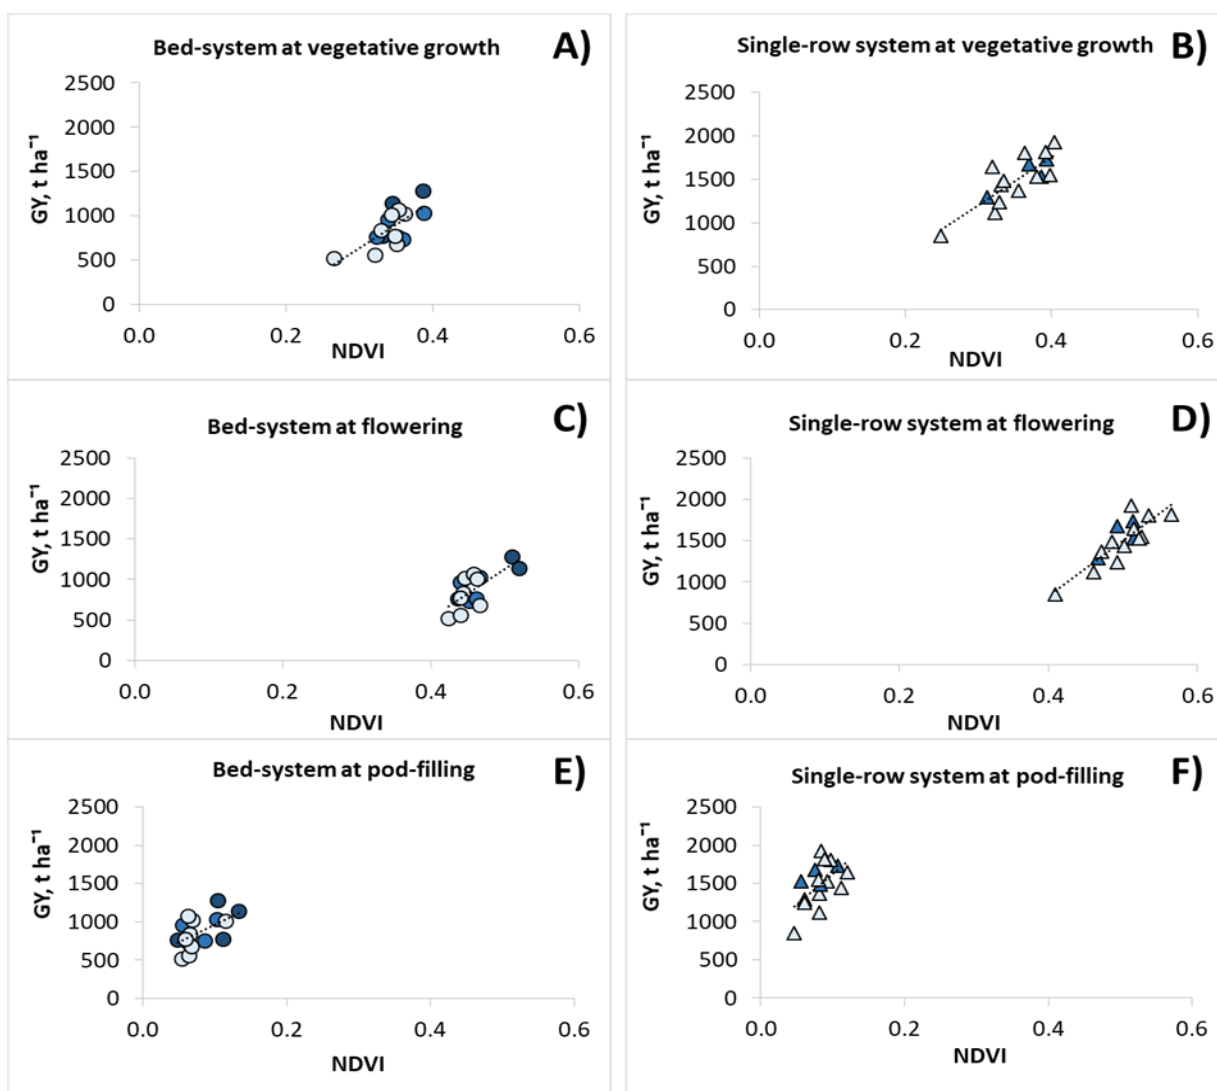 Bed-system at vegetative growth
A)
GY, t ha⁻¹
2500
2000
1500
1000
500
0
0.0 0.2 0.4 0.6
NDVI
Single-row system at vegetative growth
B)
GY, t ha⁻¹
2500
2000
1500
1000
500
0
0.0 0.2 0.4 0.6
NDVI
Bed-system at flowering
C)
GY, t ha⁻¹
2500
2000
1500
1000
500
0
0.0 0.2 0.4 0.6
NDVI
Single-row system at flowering
D)
GY, t ha⁻¹
2500
2000
1500
1000
500
0
0.0 0.2 0.4 0.6
NDVI
Bed-system at pod-filling
E)
GY, t ha⁻¹
2500
2000
1500
1000
500
0
0.0 0.2 0.4 0.6
NDVI
Single-row system at pod-filling
F)
GY, t ha⁻¹
2500
2000
1500
1000
500
0
0.0 0.2 0.4 0.6
NDVI